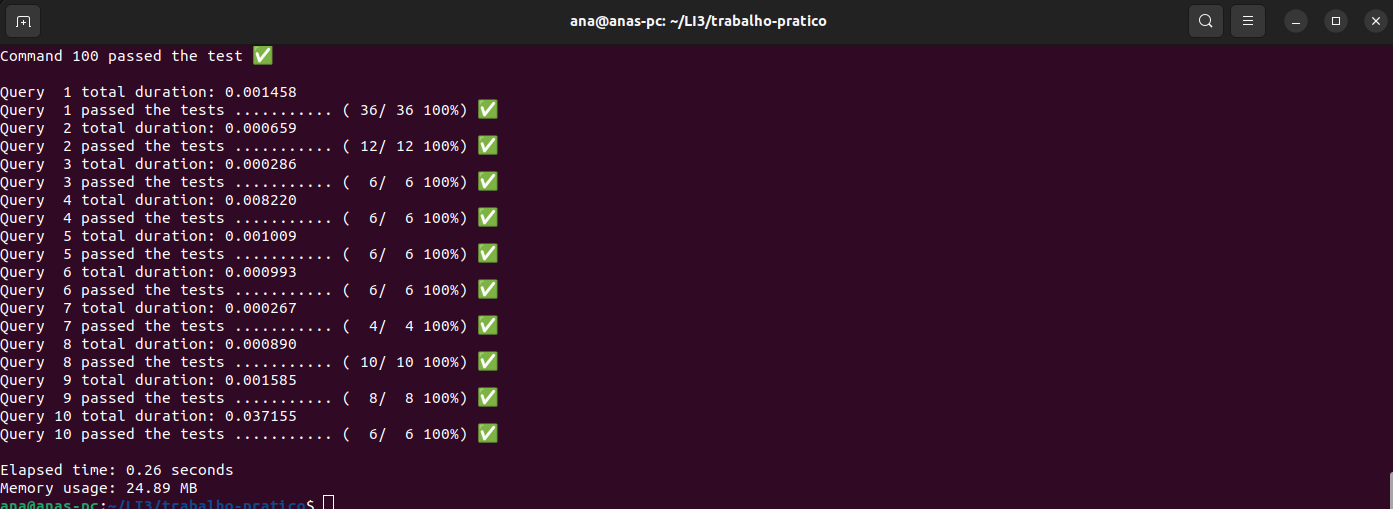 ana@anas-pc: ~/LI3/trabalho-pratico
Command 100 passed the test ✅
Query  1 total duration: 0.001458
Query  1 passed the tests ........... ( 36/ 36 100%) ✅
Query  2 total duration: 0.000659
Query  2 passed the tests ........... ( 12/ 12 100%) ✅
Query  3 total duration: 0.000286
Query  3 passed the tests ........... (  6/  6 100%) ✅
Query  4 total duration: 0.008220
Query  4 passed the tests ........... (  6/  6 100%) ✅
Query  5 total duration: 0.001009
Query  5 passed the tests ........... (  6/  6 100%) ✅
Query  6 total duration: 0.000993
Query  6 passed the tests ........... (  6/  6 100%) ✅
Query  7 total duration: 0.000267
Query  7 passed the tests ........... (  4/  4 100%) ✅
Query  8 total duration: 0.000890
Query  8 passed the tests ........... ( 10/ 10 100%) ✅
Query  9 total duration: 0.001585
Query  9 passed the tests ........... (  8/  8 100%) ✅
Query 10 total duration: 0.037155
Query 10 passed the tests ........... (  6/  6 100%) ✅
Elapsed time: 0.26 seconds
Memory usage: 24.89 MB
ana@anas-pc:~/LI3/trabalho-pratico$